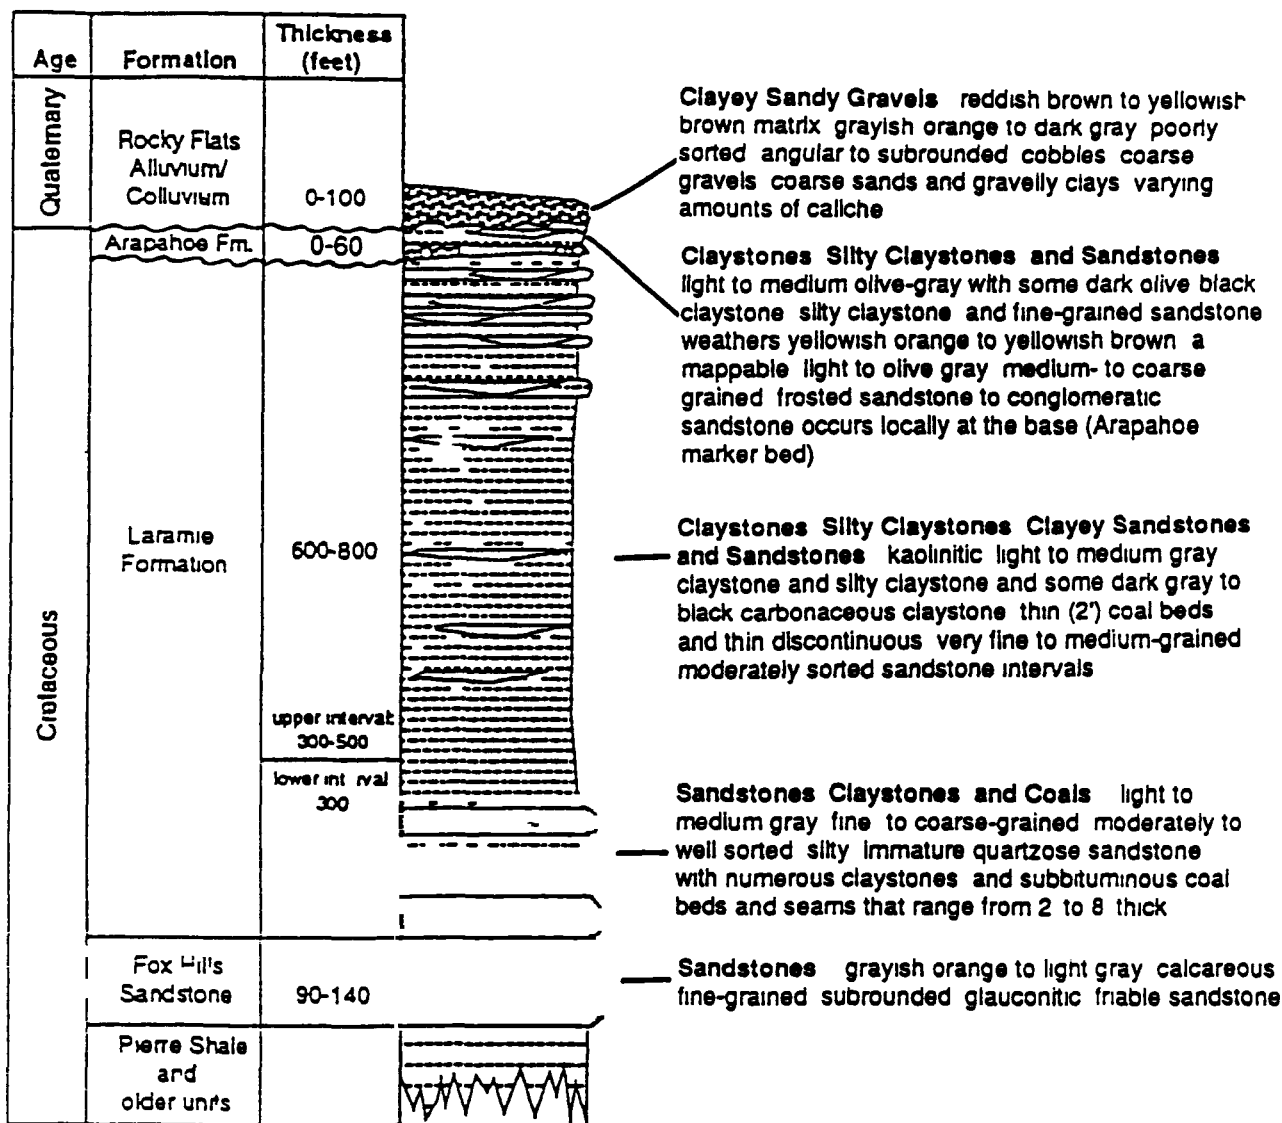 Age
Formation
Thickness
(feet)
Quaternary
Rocky Flats
Alluvium/
Colluvium
0-100
Arapahoe Fm.
0-60
Cretaceous
Laramie
Formation
600-800
upper interval:
300-500
lower int rval
300
Fox Hills
Sandstone
90-140
Pierre Shale
and
older units
Clayey Sandy Gravels reddish brown to yellowish
brown matrix grayish orange to dark gray poorly
sorted angular to subrounded cobbles coarse
gravels coarse sands and gravelly clays varying
amounts of caliche
Claystones Silty Claystones and Sandstones
light to medium olive-gray with some dark olive black
claystone silty claystone and fine-grained sandstone
weathers yellowish orange to yellowish brown a
mappable light to olive gray medium- to coarse
grained frosted sandstone to conglomeratic
sandstone occurs locally at the base (Arapahoe
marker bed)
Claystones Silty Claystones Clayey Sandstones
and Sandstones kaolinitic light to medium gray
claystone and silty claystone and some dark gray to
black carbonaceous claystone thin (2') coal beds
and thin discontinuous very fine to medium-grained
moderately sorted sandstone intervals
Sandstones Claystones and Coals light to
medium gray fine to coarse-grained moderately to
well sorted silty immature quartzose sandstone
with numerous claystones and subbituminous coal
beds and seams that range from 2 to 8 thick
Sandstones grayish orange to light gray calcareous
fine-grained subrounded glauconitic friable sandstone